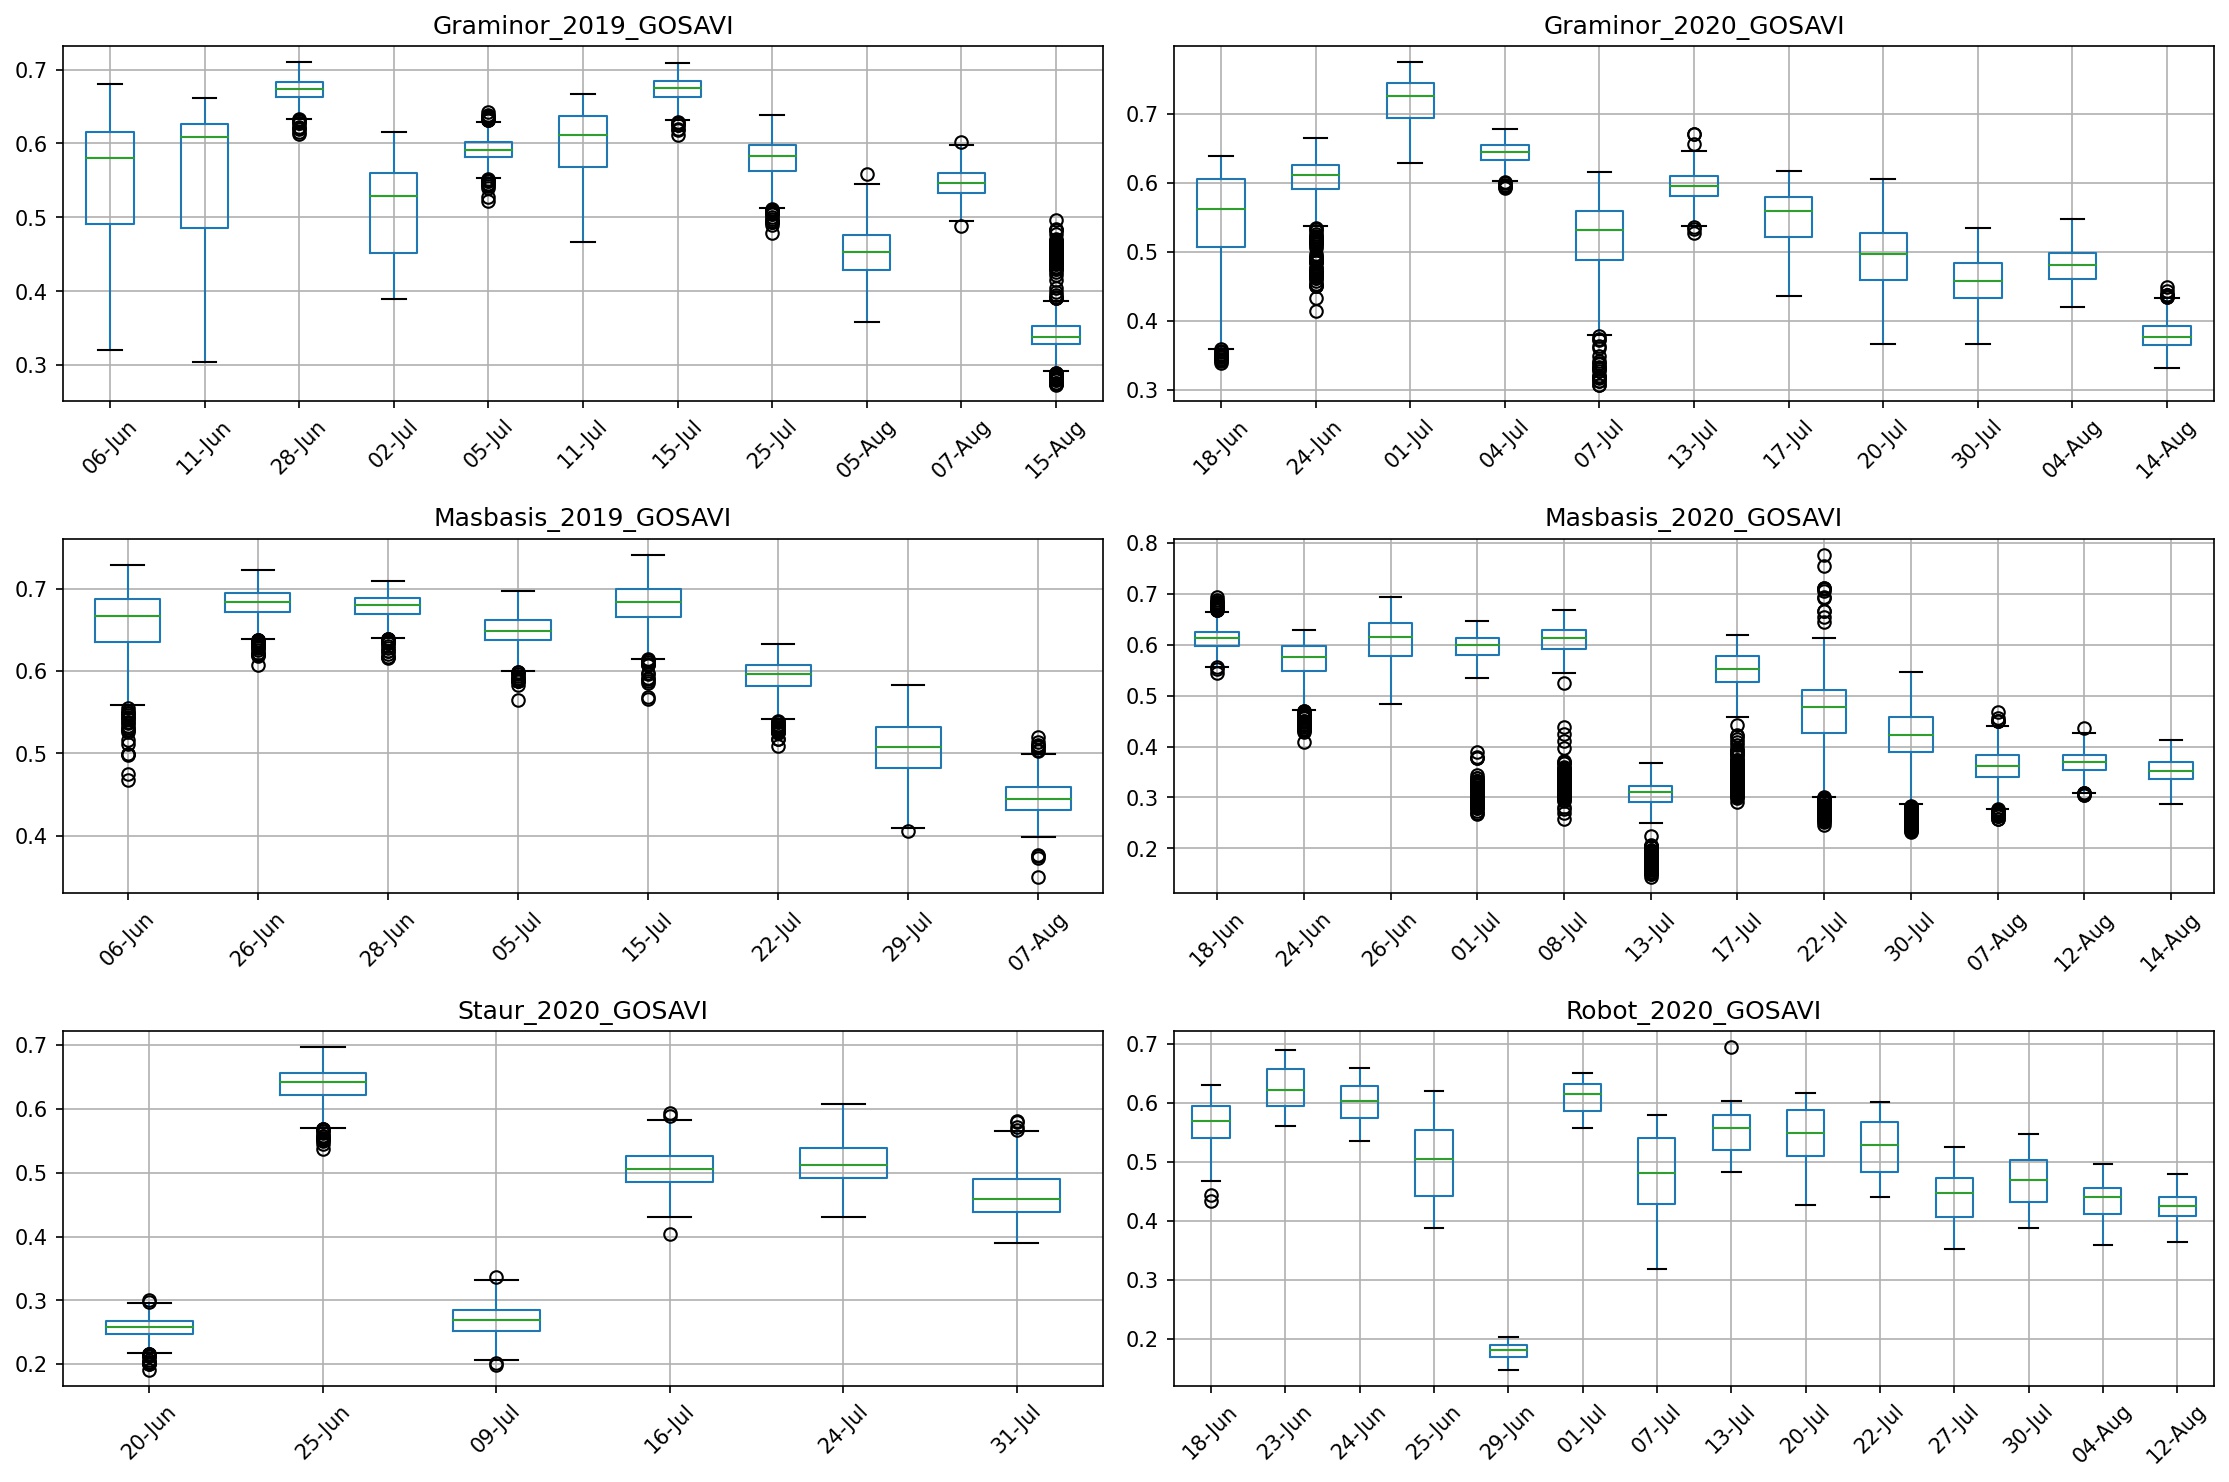 Graminor_2019_GOSAVI
0.7
0.6
0.5
0.4
0.3
06-Jun 11-Jun 28-Jun 02-Jul 05-Jul 11-Jul 15-Jul 25-Jul 05-Aug 07-Aug 15-Aug
Graminor_2020_GOSAVI
0.7
0.6
0.5
0.4
0.3
18-Jun 24-Jun 01-Jul 04-Jul 07-Jul 13-Jul 17-Jul 20-Jul 30-Jul 04-Aug 14-Aug
Masbasis_2019_GOSAVI
0.7
0.6
0.5
0.4
06-Jun 26-Jun 28-Jun 05-Jul 15-Jul 22-Jul 29-Jul 07-Aug
Masbasis_2020_GOSAVI
0.8
0.7
0.6
0.5
0.4
0.3
0.2
18-Jun 24-Jun 26-Jun 01-Jul 08-Jul 13-Jul 17-Jul 22-Jul 30-Jul 07-Aug 12-Aug 14-Aug
Staur_2020_GOSAVI
0.7
0.6
0.5
0.4
0.3
0.2
20-Jun 25-Jun 09-Jul 16-Jul 24-Jul 31-Jul
Robot_2020_GOSAVI
0.7
0.6
0.5
0.4
0.3
0.2
18-Jun 23-Jun 24-Jun 25-Jun 29-Jun 01-Jul 07-Jul 13-Jul 20-Jul 22-Jul 27-Jul 30-Jul 04-Aug 12-Aug